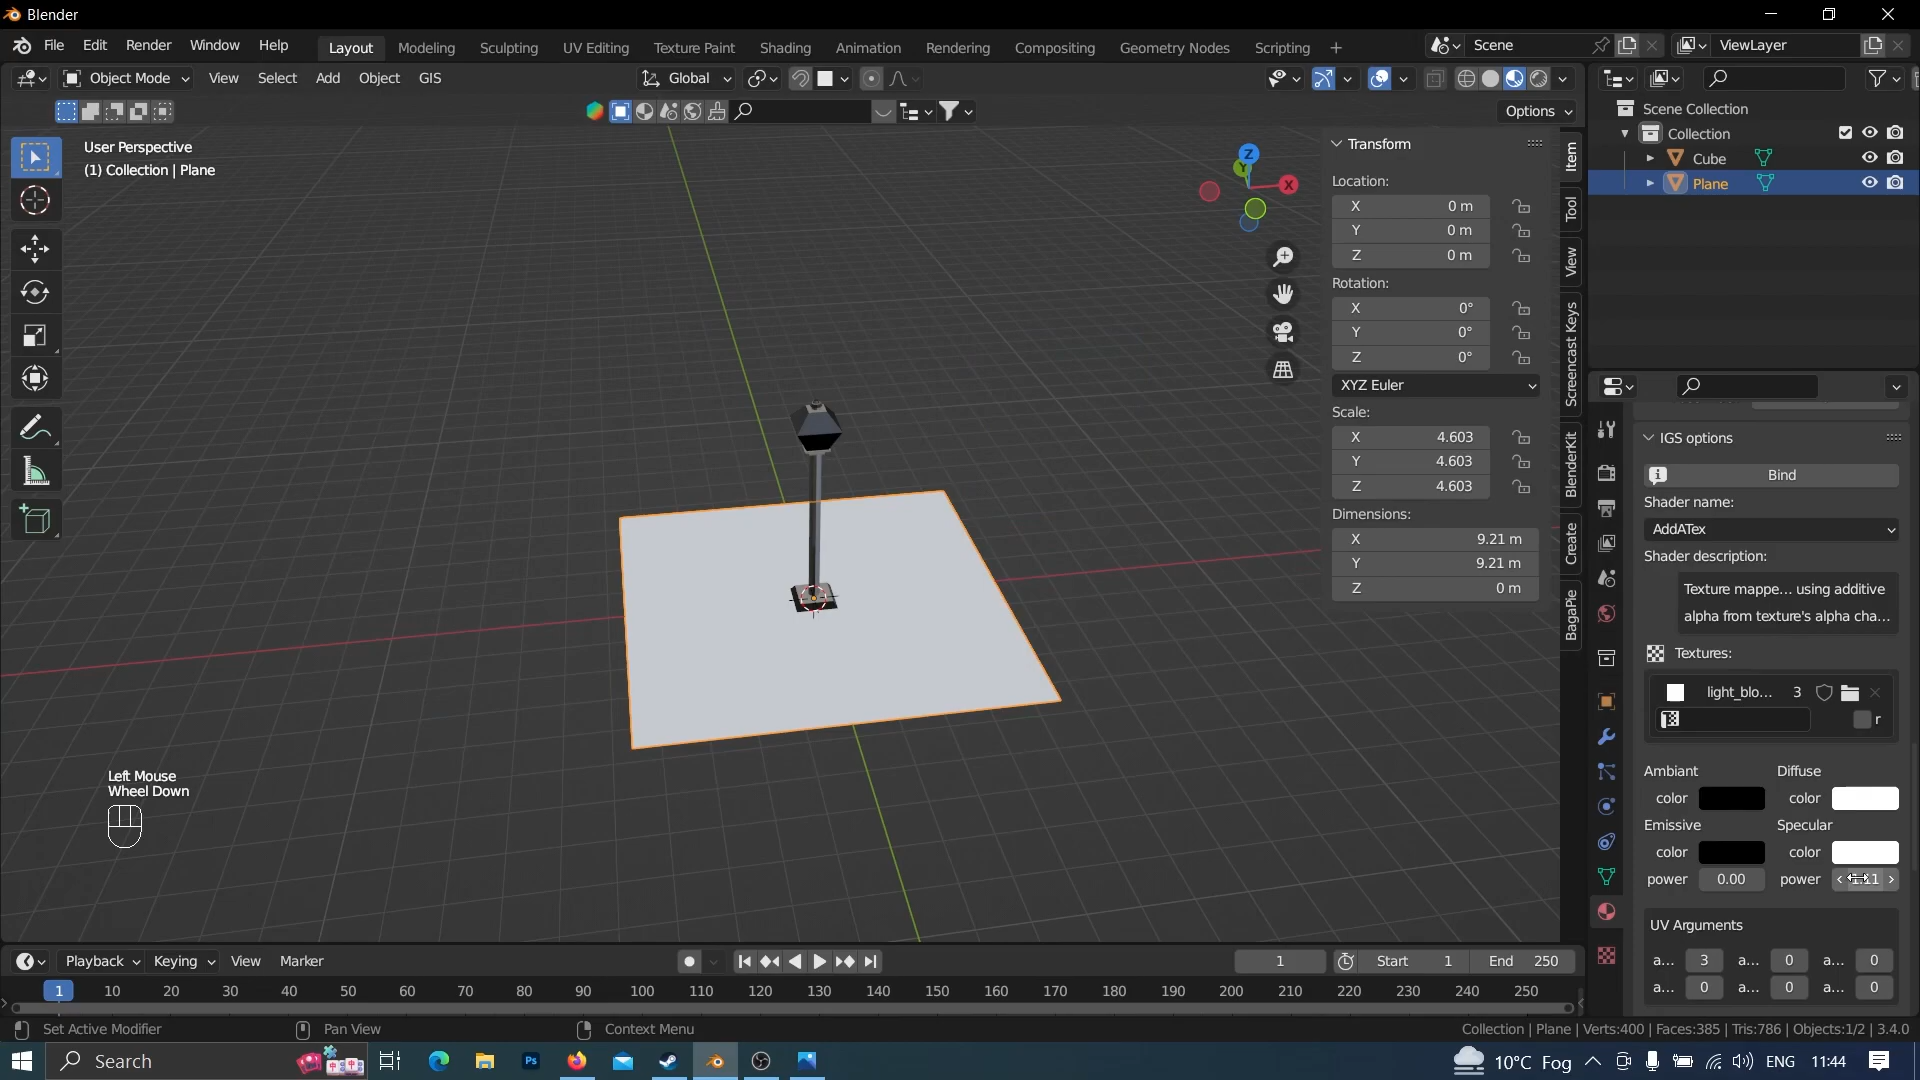 Blender
File Edit Render Window Help Layout Modeling Sculpting UV Editing Texture Paint Shading Animation Rendering Compositing Geometry Nodes Scripting + Scene ViewLayer
Object Mode View Select Add Object GIS Global
Options
User Perspective
(1) Collection | Plane
Z
Y
X
Left Mouse
Wheel Down
Transform
Location:
X 0 m
Y 0 m
Z 0 m
Rotation:
X 0°
Y 0°
Z 0°
XYZ Euler
Scale:
X 4.603
Y 4.603
Z 4.603
Dimensions:
X 9.21 m
Y 9.21 m
Z 0 m
Item
Tool
View
Screencast Keys
BlenderKit
Create
BagaPie
Scene Collection
Collection
Cube
Plane
IGS options
Bind
Shader name:
AddATex
Shader description:
Texture mappe... using additive
alpha from texture's alpha cha...
Textures:
light_blo... 3
r
Ambiant Diffuse
color color
Emissive Specular
color color
power 0.00 power
UV Arguments
a... 3 a... 0 a... 0
a... 0 a... 0 a... 0
Playback Keying View Marker 1 Start 1 End 250
1 10 20 30 40 50 60 70 80 90 100 110 120 130 140 150 160 170 180 190 200 210 220 230 240 250
Set Active Modifier Pan View Context Menu Collection | Plane | Verts:400 | Faces:385 | Tris:786 | Objects:1/2 | 3.4.0
Search Ps 10°C Fog ENG 11:44